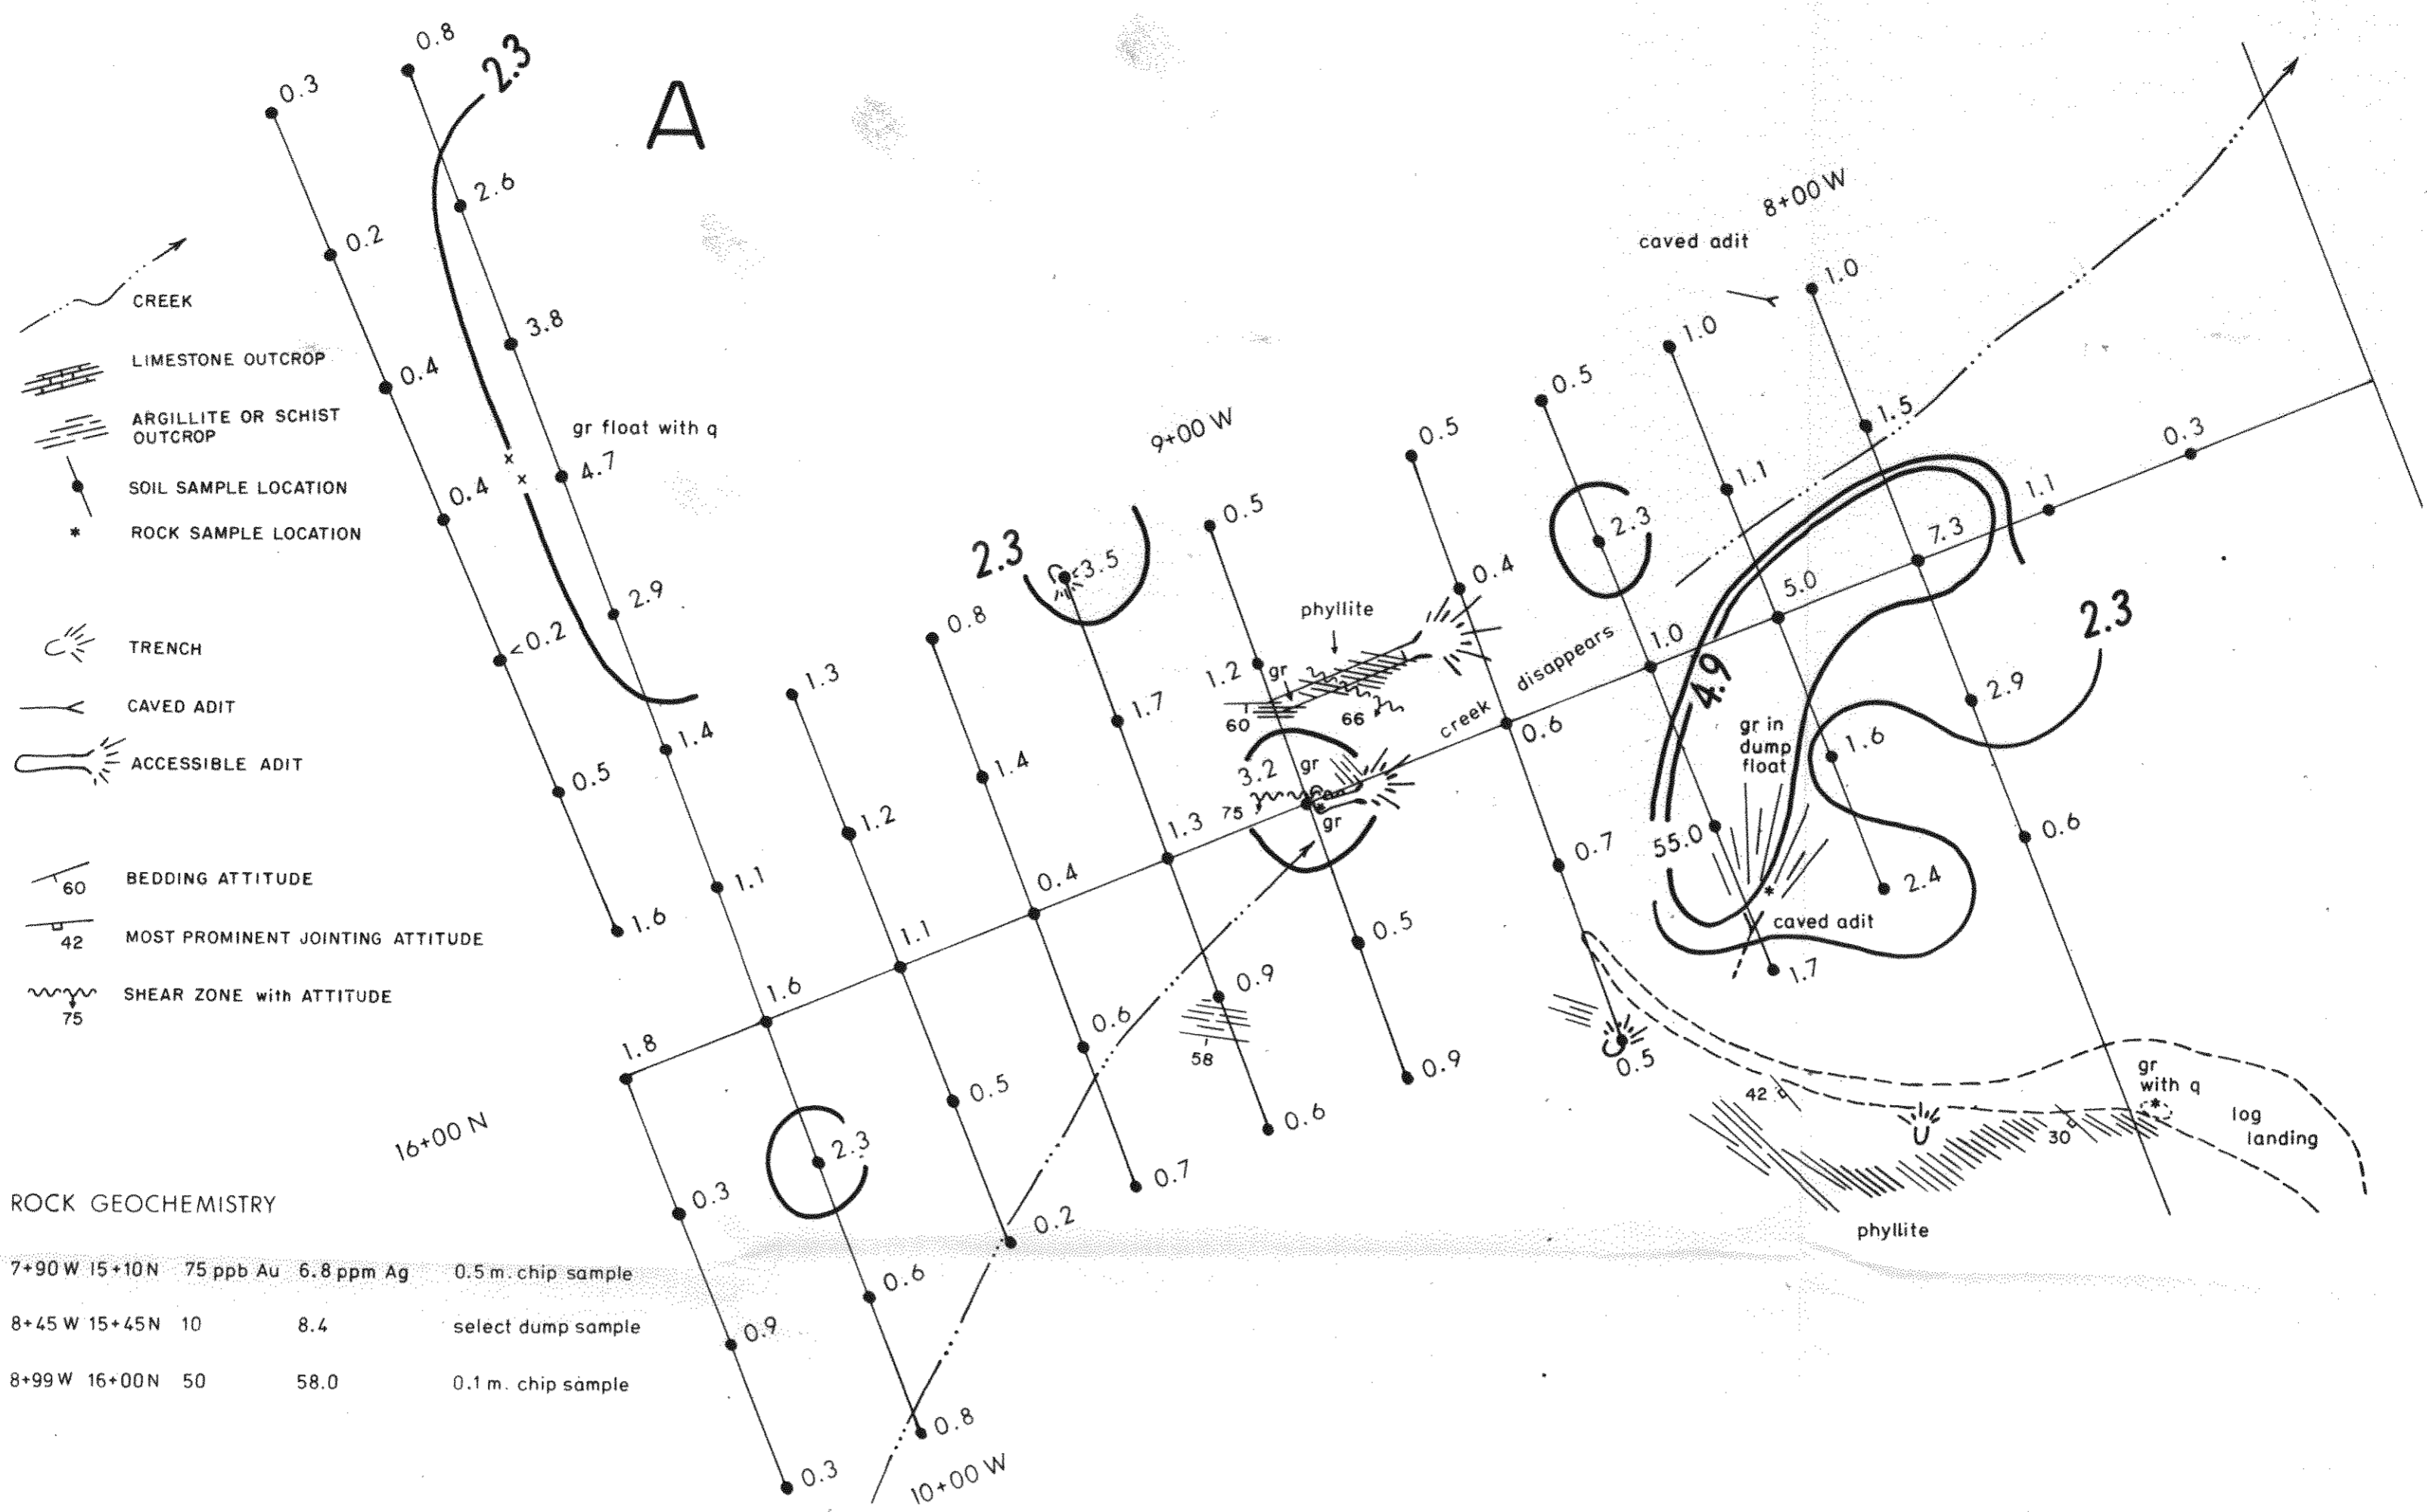 A
0.3
0.2
0.4
0.4
<0.2
0.5
1.6
0.8
2.3
2.6
3.8
gr float with q
4.7
2.9
1.4
1.1
1.6
2.3
0.6
0.8
10+00 W
1.8
0.3
0.9
0.3
16+00 N
1.3
1.2
1.1
0.5
0.2
0.8
1.4
0.4
0.6
0.7
2.3
3.5
1.7
1.3
0.9
58
0.6
9+00 W
0.5
1.2
gr
phyllite
60
66
3.2
gr
75
gr
0.5
0.9
0.5
0.4
creek disappears
0.6
0.7
0.5
0.5
2.3
1.0
4.9
55.0
1.7
caved adit
8+00 W
1.0
1.1
5.0
gr in
dump
float
1.6
2.4
caved adit
1.0
1.5
7.3
2.9
2.3
0.6
1.1
0.3
42
30
gr
with q
log
landing
phyllite
CREEK
LIMESTONE OUTCROP
ARGILLITE OR SCHIST
OUTCROP
SOIL SAMPLE LOCATION
* ROCK SAMPLE LOCATION
TRENCH
CAVED ADIT
ACCESSIBLE ADIT
60 BEDDING ATTITUDE
42 MOST PROMINENT JOINTING ATTITUDE
SHEAR ZONE with ATTITUDE
75
ROCK GEOCHEMISTRY
7+90 W 15+10 N 75 ppb Au 6.8 ppm Ag 0.5 m. chip sample
8+45 W 15+45 N 10 8.4 select dump sample
8+99 W 16+00 N 50 58.0 0.1 m. chip sample